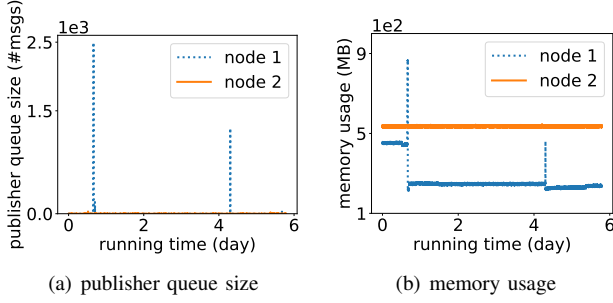 1e3
publisher queue size (#msgs)
2.5
1.5
0.0
node 1
node 2
0 2 4 6
running time (day)
(a) publisher queue size
1e2
memory usage (MB)
9
5
1
node 1
node 2
0 2 4 6
running time (day)
(b) memory usage